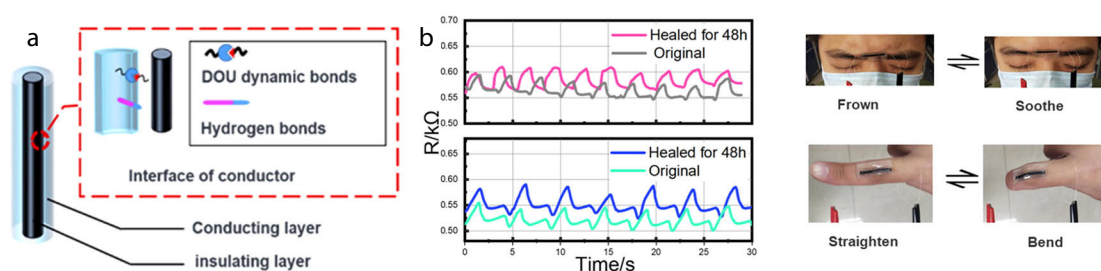 a
DOU dynamic bonds
Hydrogen bonds
Interface of conductor
Conducting layer
insulating layer
b
R/kΩ
0.70
0.65
0.60
0.55
0.50
Healed for 48h
Original
0.65
0.60
0.55
0.50
Healed for 48h
Original
0 5 10 15 20 25 30
Time/s
Frown
Soothe
Straighten
Bend